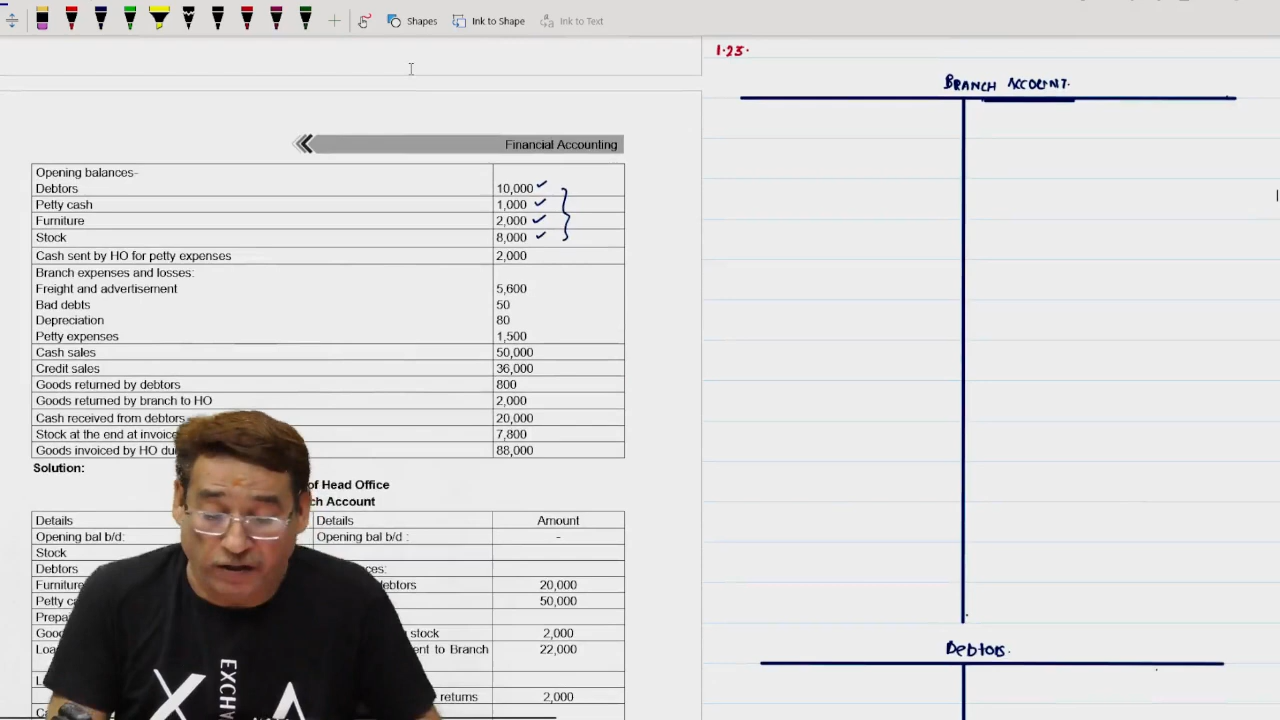 Shapes Ink to Shape Ink to Text
1.23.
BRANCH ACCOUNT.
Financial Accounting
Opening balances-
Debtors 10,000
Petty cash 1,000
Furniture 2,000
Stock 8,000
Cash sent by HO for petty expenses 2,000
Branch expenses and losses:
Freight and advertisement 5,600
Bad debts 50
Depreciation 80
Petty expenses 1,500
Cash sales 50,000
Credit sales 36,000
Goods returned by debtors 800
Goods returned by branch to HO 2,000
Cash received from debtors 20,000
Stock at the end at 7,800
Goods invoiced by HO 88,000
Solution:
of Head Office
Account
Details Details Amount
Opening bal b/d: Opening bal b/d : -
Stock
Debtors
debtors 20,000
Petty 50,000
stock 2,000
to Branch 22,000
returns 2,000
Debtors.